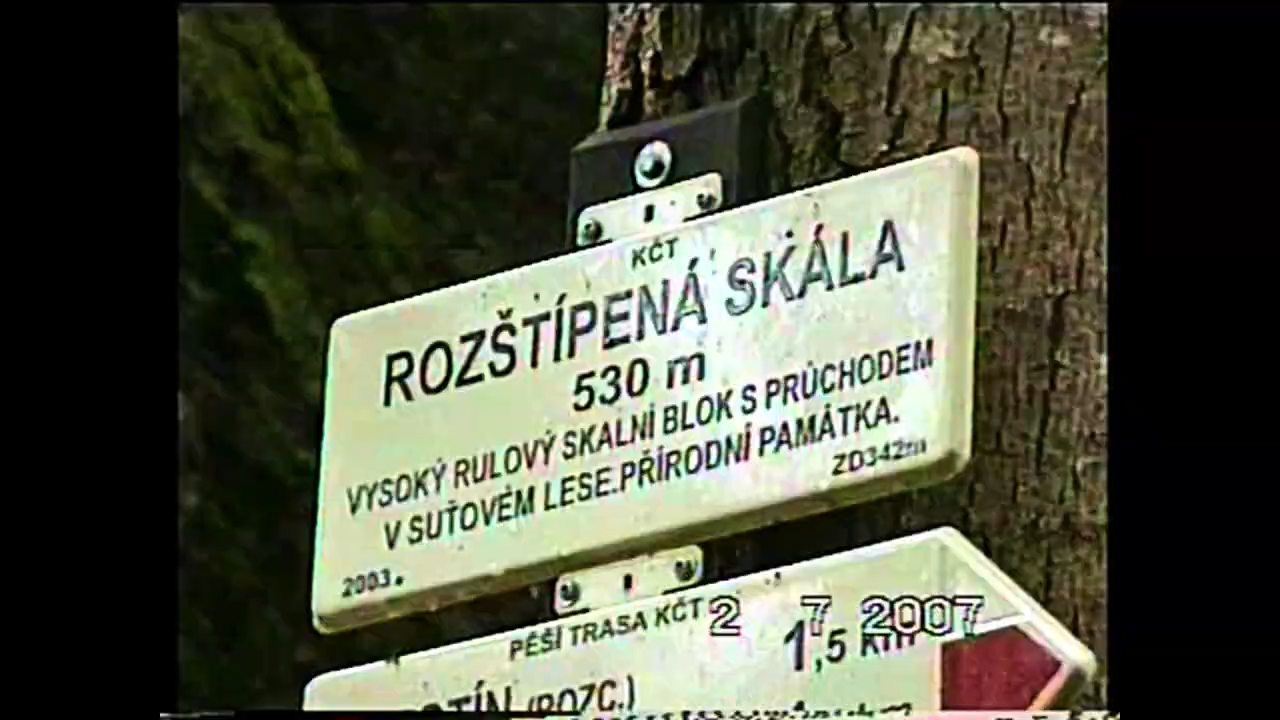 KČT
ROZŠTÍPENÁ SKÁLA
530 m
VYSOKÝ RULOVÝ SKALNÍ BLOK S PRŮCHODEM
V SUŤOVÉM LESE.PŘÍRODNÍ PAMÁTKA.
2003. ZD342m
PĚŠÍ TRASA KČT
2 7 2007
1,5 km
(ROZC.)